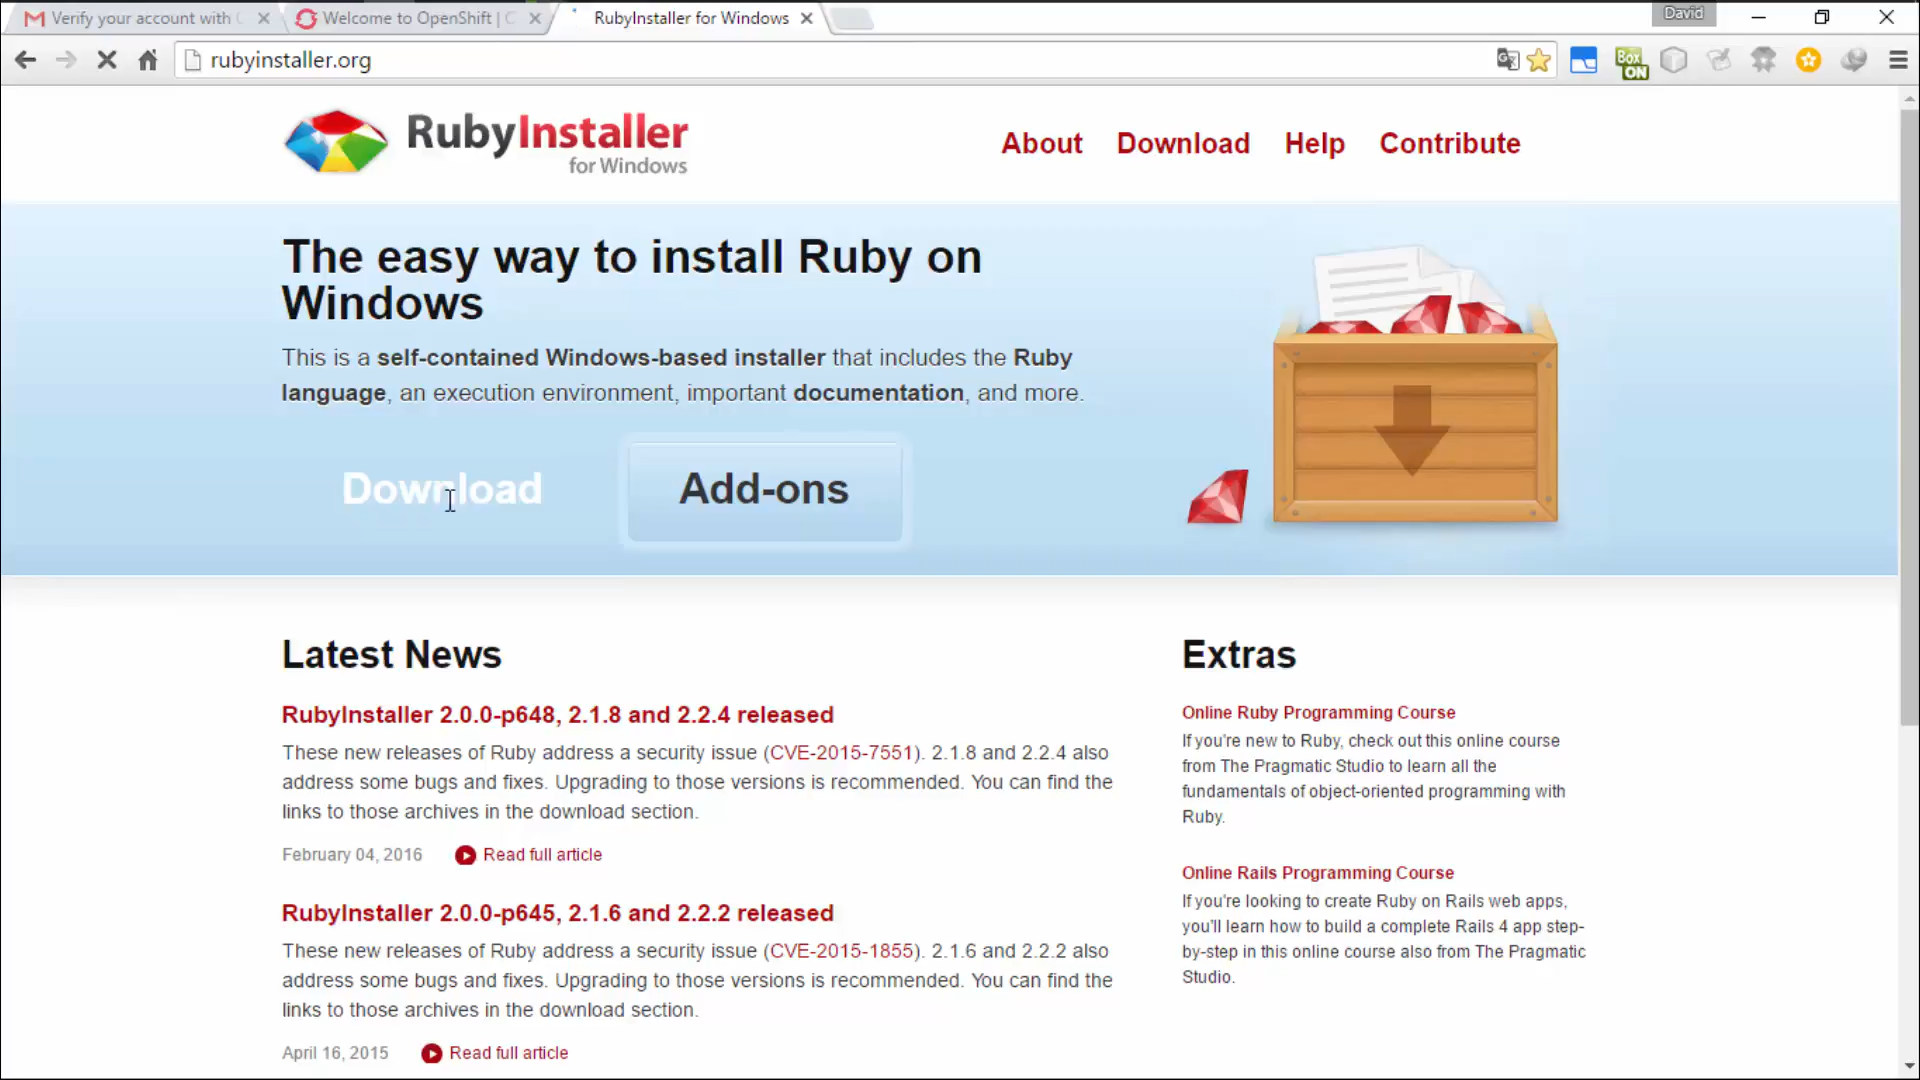 Verify your account with
Welcome to OpenShift |
RubyInstaller for Windows
David
rubyinstaller.org
Box
ON
RubyInstaller
for Windows
About
Download
Help
Contribute
The easy way to install Ruby on
Windows
This is a self-contained Windows-based installer that includes the Ruby
language, an execution environment, important documentation, and more.
Download
Add-ons
Latest News
RubyInstaller 2.0.0-p648, 2.1.8 and 2.2.4 released
These new releases of Ruby address a security issue (CVE-2015-7551). 2.1.8 and 2.2.4 also
address some bugs and fixes. Upgrading to those versions is recommended. You can find the
links to those archives in the download section.
February 04, 2016
Read full article
RubyInstaller 2.0.0-p645, 2.1.6 and 2.2.2 released
These new releases of Ruby address a security issue (CVE-2015-1855). 2.1.6 and 2.2.2 also
address some bugs and fixes. Upgrading to those versions is recommended. You can find the
links to those archives in the download section.
April 16, 2015
Read full article
Extras
Online Ruby Programming Course
If you're new to Ruby, check out this online course
from The Pragmatic Studio to learn all the
fundamentals of object-oriented programming with
Ruby.
Online Rails Programming Course
If you're looking to create Ruby on Rails web apps,
you'll learn how to build a complete Rails 4 app step-
by-step in this online course also from The Pragmatic
Studio.